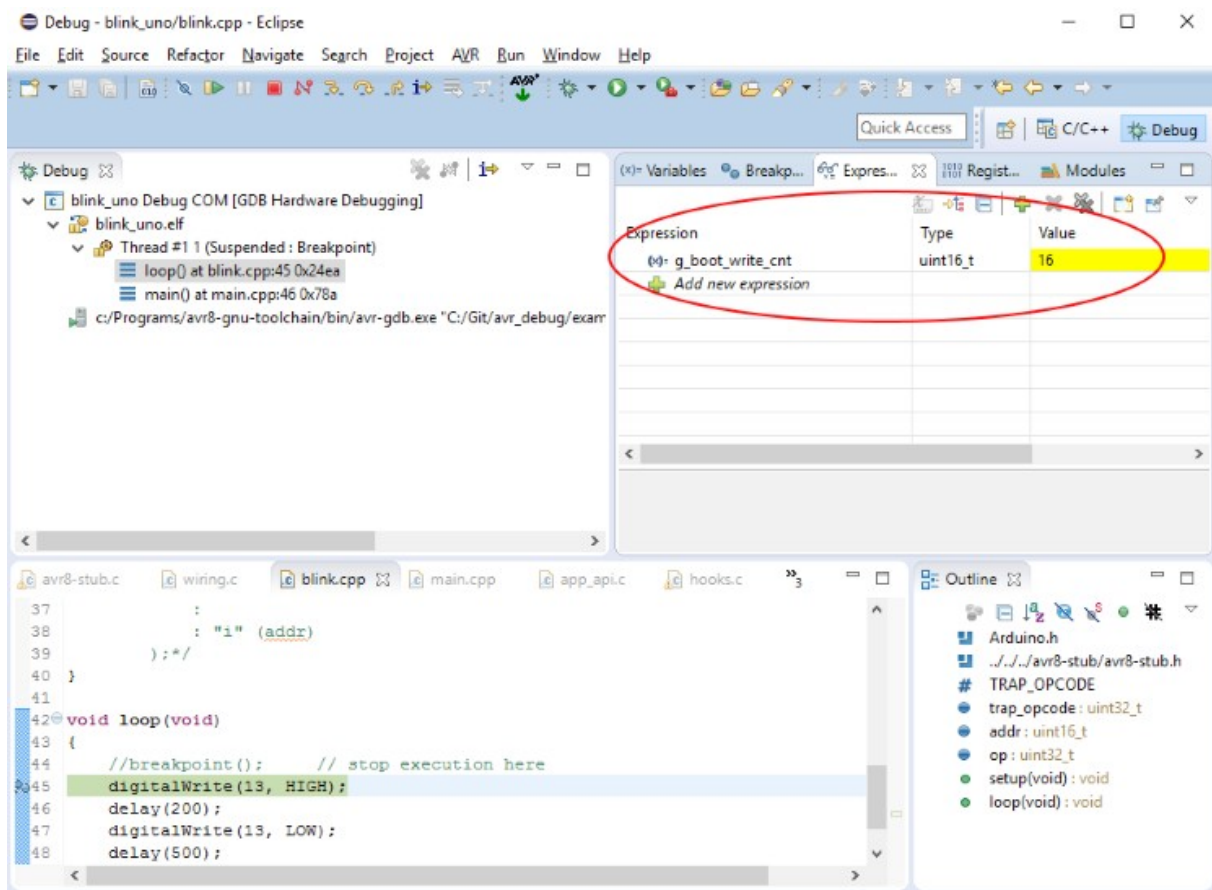 Debug - blink_uno/blink.cpp - Eclipse
File Edit Source Refactor Navigate Search Project AVR Run Window Help
AVR
Quick Access C/C++ Debug
Debug
blink_uno Debug COM [GDB Hardware Debugging]
blink_uno.elf
Thread #1 1 (Suspended : Breakpoint)
loop() at blink.cpp:45 0x24ea
main() at main.cpp:46 0x78a
c:/Programs/avr8-gnu-toolchain/bin/avr-gdb.exe "C:/Git/avr_debug/exam
(x)= Variables Breakp... Expres... Regist... Modules
Expression Type Value
(x)= g_boot_write_cnt uint16_t 16
Add new expression
avr8-stub.c wiring.c blink.cpp main.cpp app_api.c hooks.c »3
37 :
38 : "i" (addr)
39 );*/
40 }
41
42 void loop(void)
43 {
44 //breakpoint(); // stop execution here
45 digitalWrite(13, HIGH);
46 delay(200);
47 digitalWrite(13, LOW);
48 delay(500);
Outline
Arduino.h
../../../avr8-stub/avr8-stub.h
# TRAP_OPCODE
trap_opcode : uint32_t
addr : uint16_t
op : uint32_t
setup(void) : void
loop(void) : void